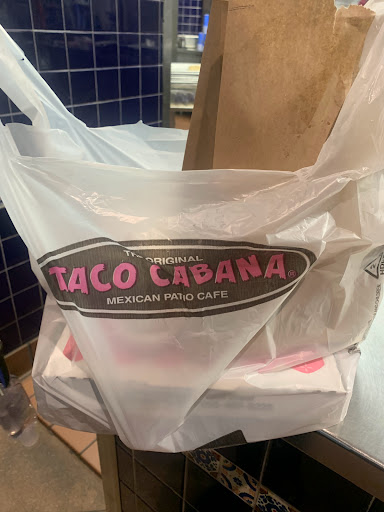 THE ORIGINAL
TACO CABANA®
MEXICAN PATIO CAFE